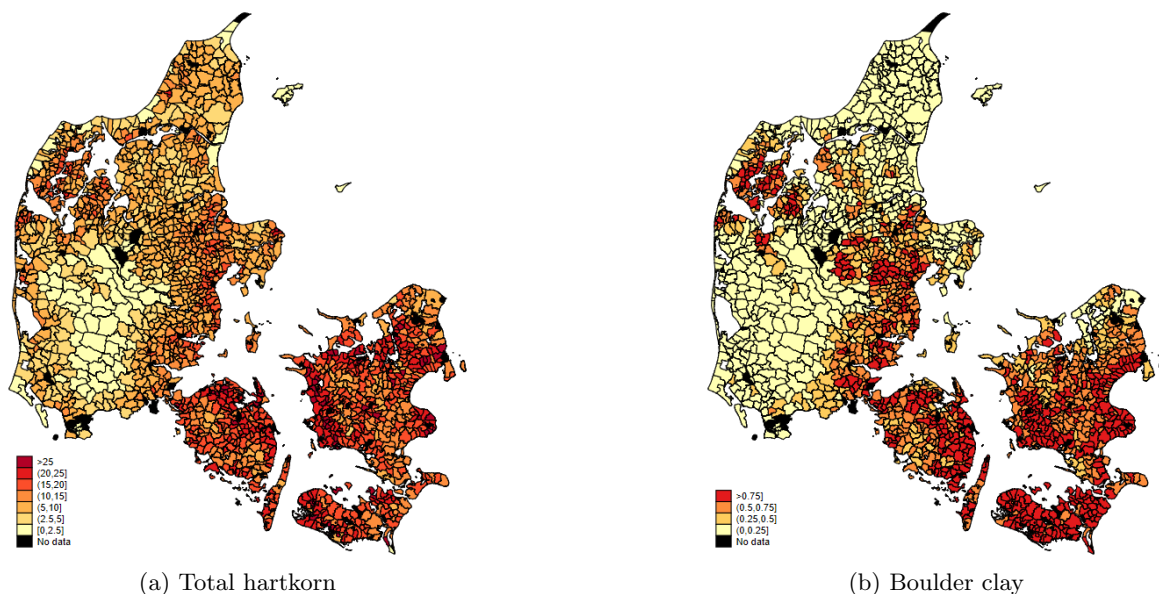 >25
(20,25]
(15,20]
(10,15]
(5,10]
(2.5,5]
[0,2.5]
No data
(a) Total hartkorn
>0.75]
(0.5,0.75]
(0.25,0.5]
(0,0.25]
No data
(b) Boulder clay